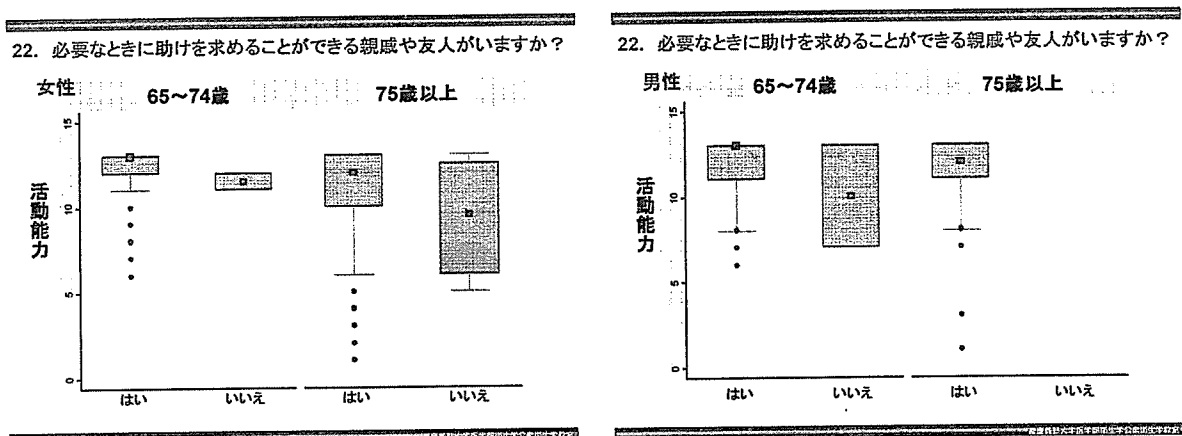 22. 必要なときに助けを求めることができる親戚や友人がいますか？
女性
65〜74歳
75歳以上
活動能力
15
10
5
0
はい
いいえ
はい
いいえ
22. 必要なときに助けを求めることができる親戚や友人がいますか？
男性
65〜74歳
75歳以上
活動能力
15
10
5
0
はい
いいえ
はい
いいえ